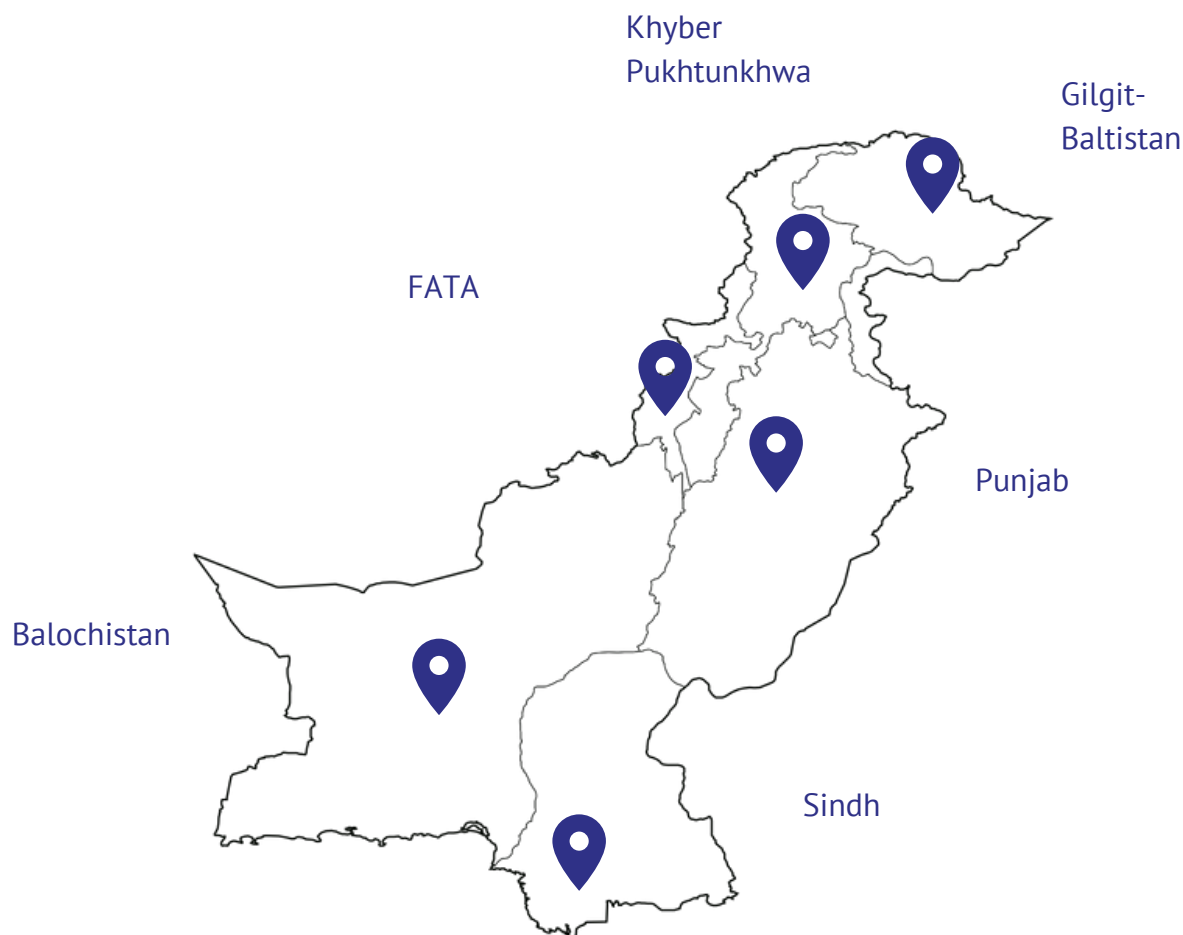 Khyber
Pukhtunkhwa
Gilgit-
Baltistan
FATA
Punjab
Balochistan
Sindh